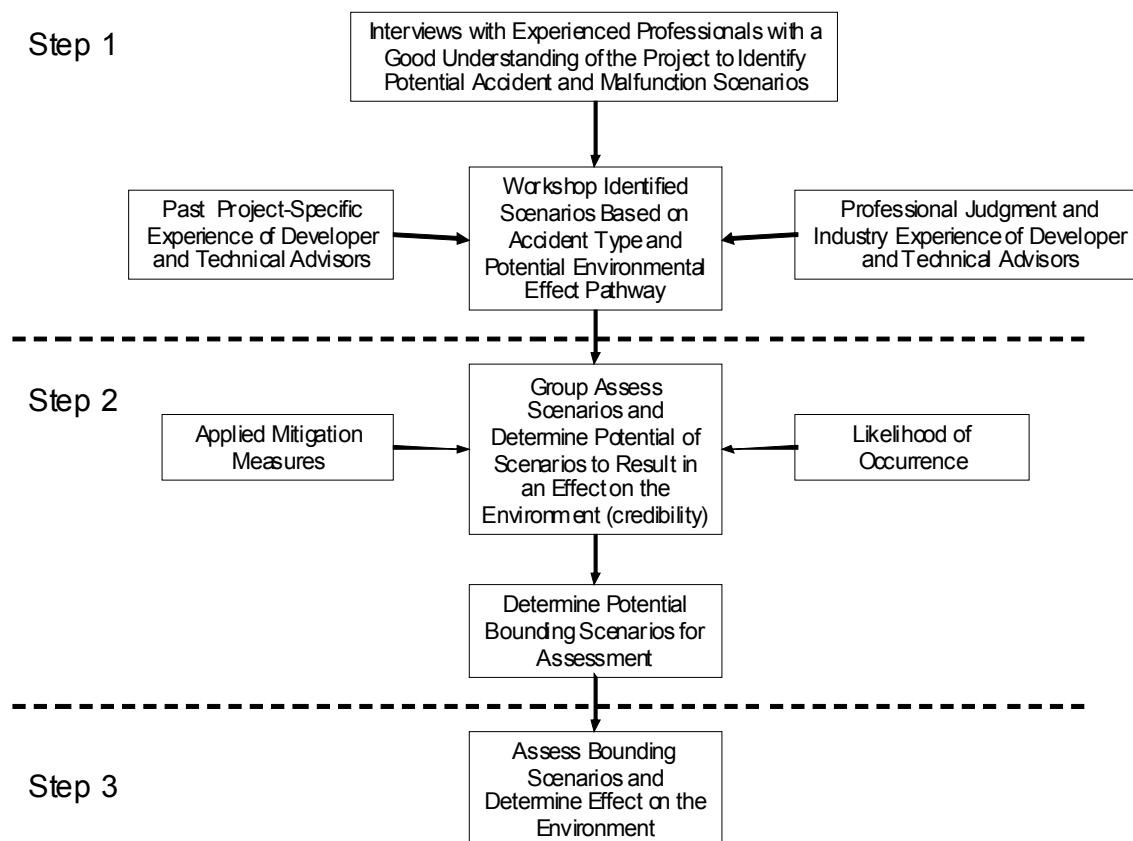 Step 1
Interviews with Experienced Professionals with a
Good Understanding of the Project to Identify
Potential Accident and Malfunction Scenarios
Past Project-Specific
Experience of Developer
and Technical Advisors
Workshop Identified
Scenarios Based on
Accident Type and
Potential Environmental
Effect Pathway
Professional Judgment and
Industry Experience of Developer
and Technical Advisors
Step 2
Applied Mitigation
Measures
Group Assess
Scenarios and
Determine Potential of
Scenarios to Result in
an Effect on the
Environment (credibility)
Likelihood of
Occurrence
Determine Potential
Bounding Scenarios for
Assessment
Step 3
Assess Bounding
Scenarios and
Determine Effect on the
Environment